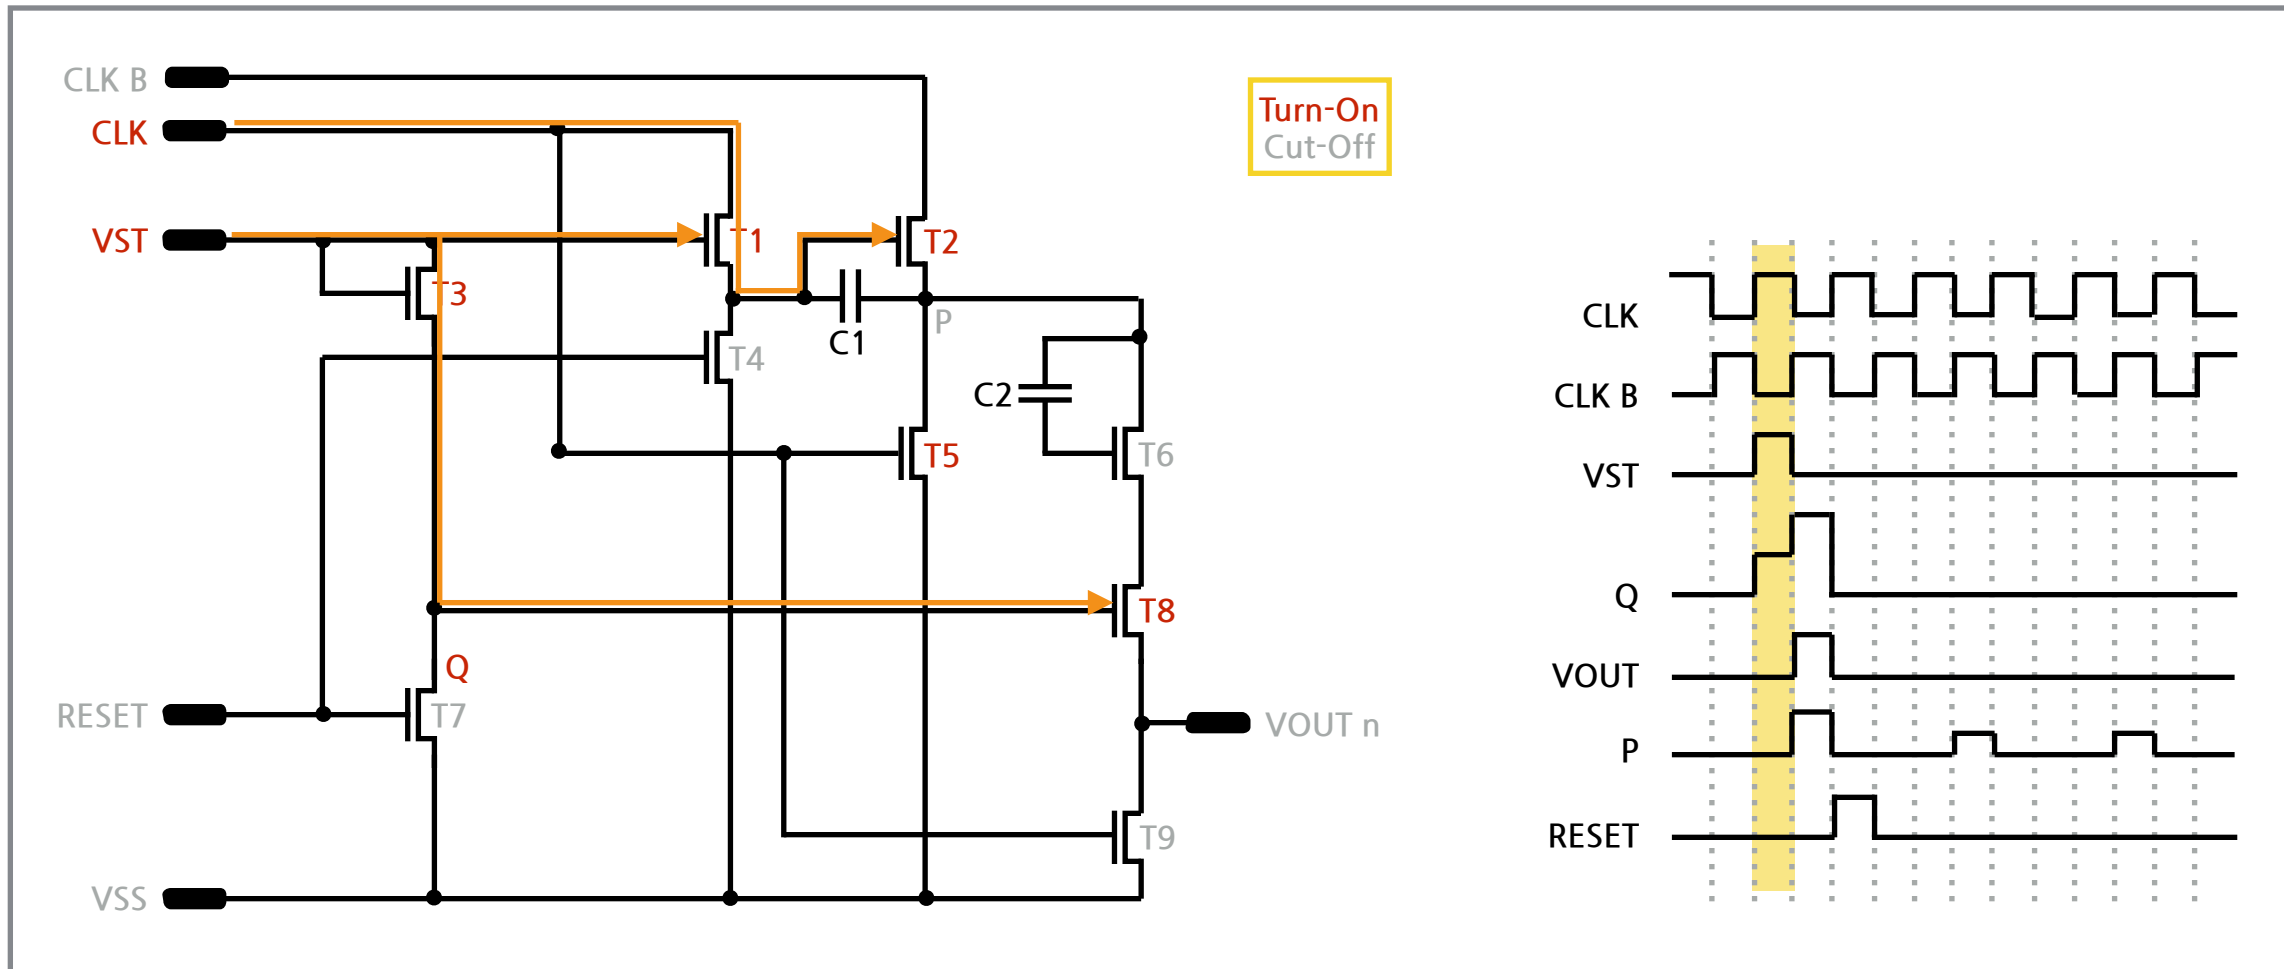 CLK B
CLK
VST
RESET
VSS
T1
T2
T3
T4
C1
P
C2
T5
T6
T8
Q
T7
VOUT n
T9
Turn-On
Cut-Off
CLK
CLK B
VST
Q
VOUT
P
RESET